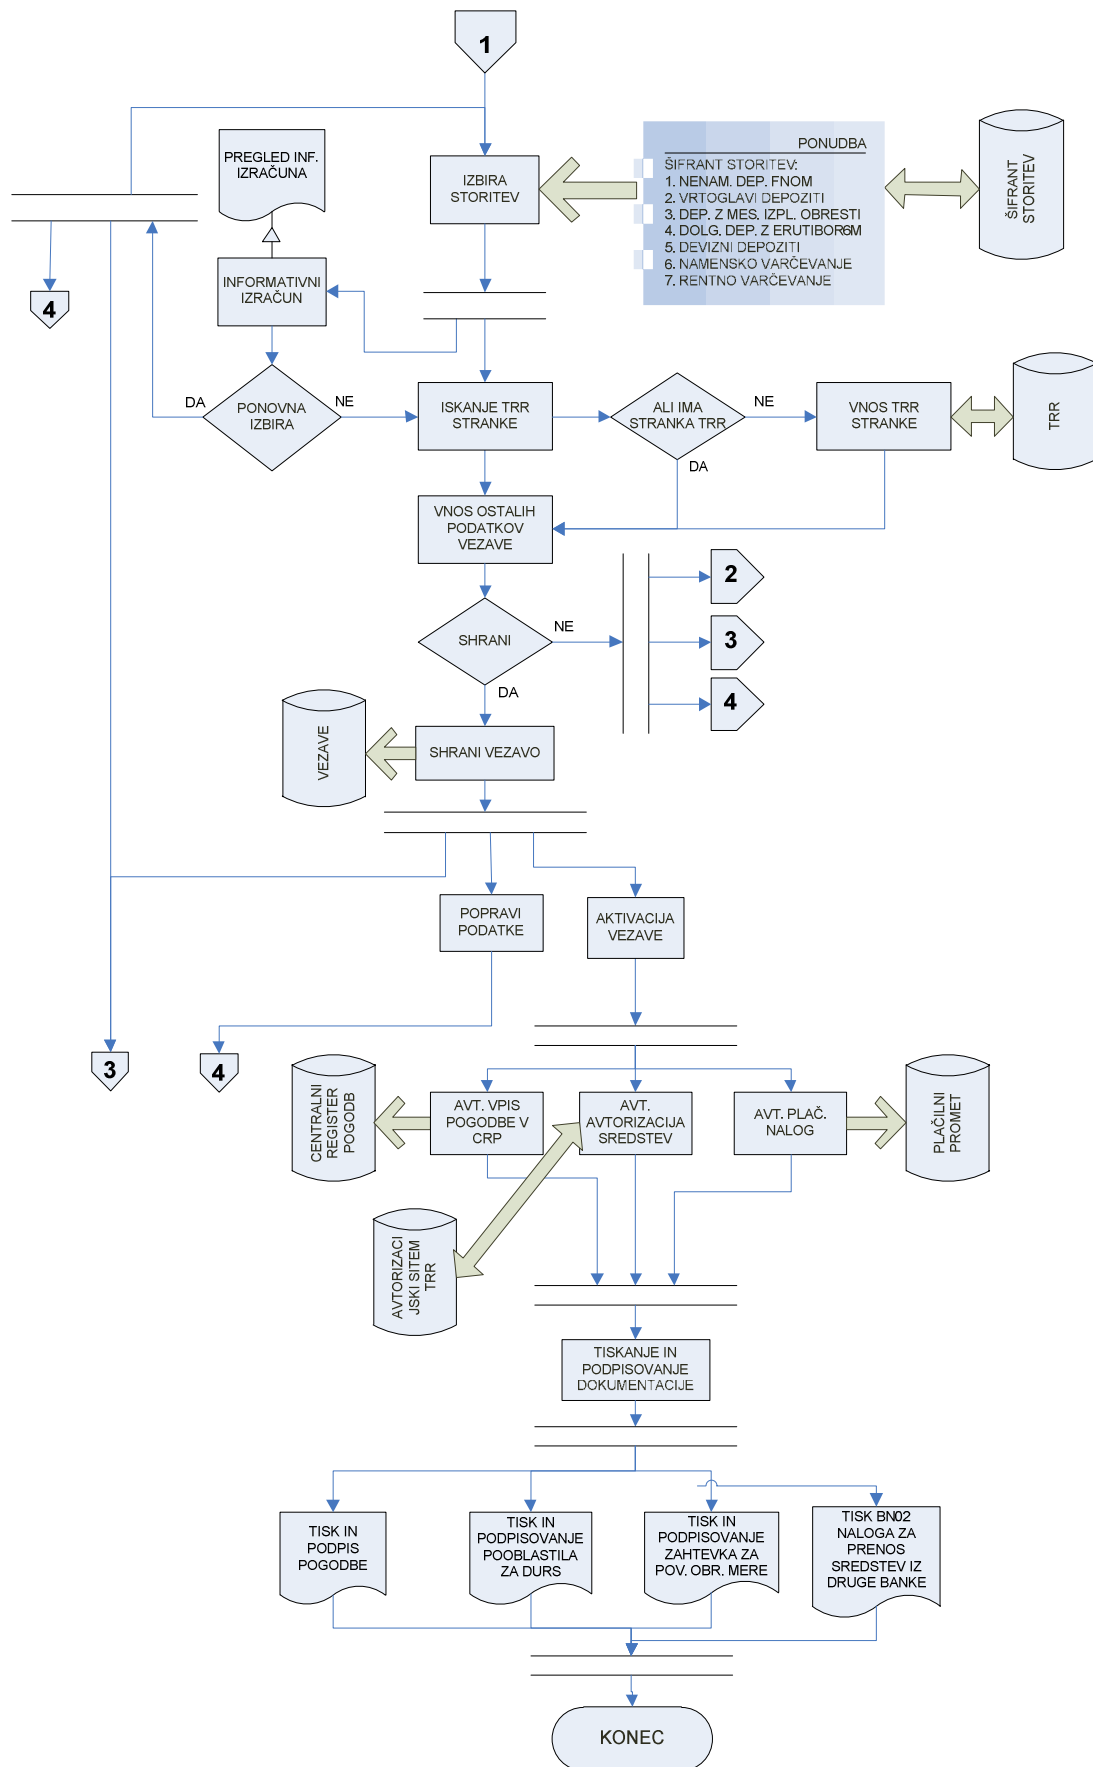 1
PREGLED INF.
IZRAČUNA
IZBIRA
STORITEV
PONUDBA
ŠIFRANT STORITEV:
1. NENAM. DEP. FNOM
2. VRTOGLAVI DEPOZITI
3. DEP. Z MES. IZPL. OBRESTI
4. DOLG. DEP. Z ERUTIBOR6M
5. DEVIZNI DEPOZITI
6. NAMENSKO VARČEVANJE
7. RENTNO VARČEVANJE
ŠIFRANT
STORITEV
4
INFORMATIVNI
IZRAČUN
DA
PONOVNA
IZBIRA
NE
ISKANJE TRR
STRANKE
ALI IMA
STRANKA TRR
NE
DA
VNOS TRR
STRANKE
TRR
VNOS OSTALIH
PODATKOV
VEZAVE
2
3
4
SHRANI
NE
DA
VEZAVE
SHRANI VEZAVO
POPRAVI
PODATKE
AKTIVACIJA
VEZAVE
3
4
CENTRALNI
REGISTER
POGODB
AVT. VPIS
POGODBE V
CRP
AVT.
AVTORIZACIJA
SREDSTEV
AVT. PLAČ.
NALOG
PLAČILNI
PROMET
AVTORIZACI
JSKI SITEM
TRR
TISKANJE IN
PODPISOVANJE
DOKUMENTACIJE
TISK IN
PODPIS
POGODBE
TISK IN
PODPISOVANJE
POOBLASTILA
ZA DURS
TISK IN
PODPISOVANJE
ZAHTEVKA ZA
POV. OBR. MERE
TISK BN02
NALOGA ZA
PRENOS
SREDSTEV IZ
DRUGE BANKE
KONEC